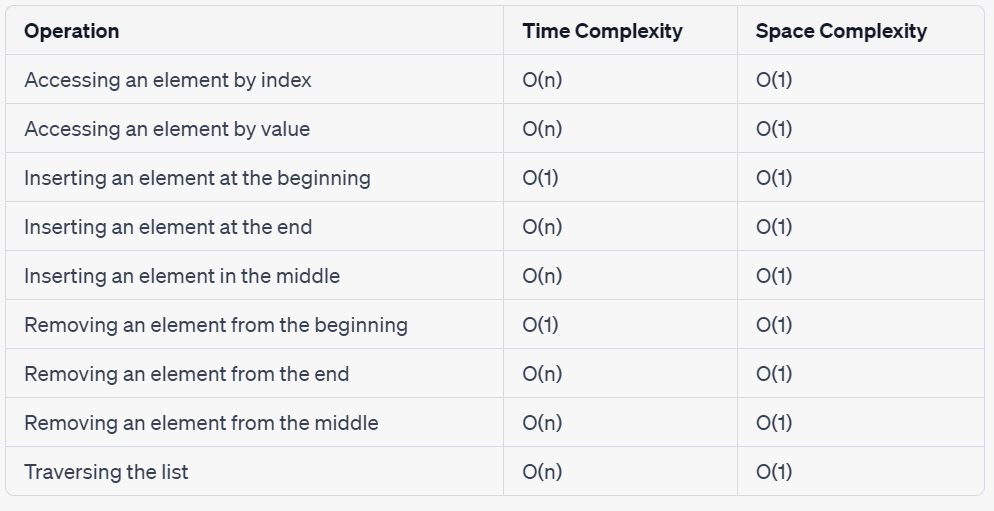 Operation Time Complexity Space Complexity
Accessing an element by index O(n) O(1)
Accessing an element by value O(n) O(1)
Inserting an element at the beginning O(1) O(1)
Inserting an element at the end O(n) O(1)
Inserting an element in the middle O(n) O(1)
Removing an element from the beginning O(1) O(1)
Removing an element from the end O(n) O(1)
Removing an element from the middle O(n) O(1)
Traversing the list O(n) O(1)